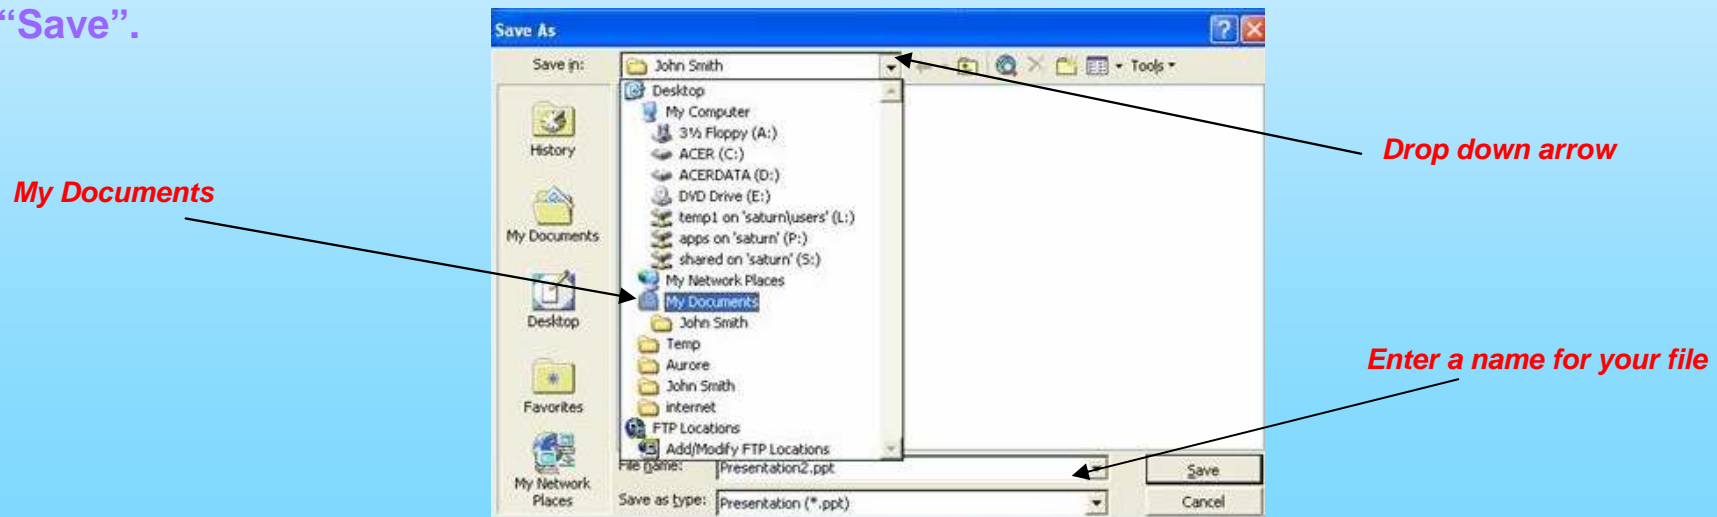 “Save”.
Save As
Save in:
John Smith
Tools
Desktop
My Computer
3½ Floppy (A:)
ACER (C:)
ACERDATA (D:)
DVD Drive (E:)
temp1 on 'saturn\users' (L:)
apps on 'saturn' (P:)
shared on 'saturn' (S:)
My Network Places
My Documents
John Smith
Temp
Aurore
John Smith
internet
FTP Locations
Add/Modify FTP Locations
History
My Documents
Desktop
Favorites
My Network
Places
File name:
Presentation2.ppt
Save
Save as type:
Presentation (*.ppt)
Cancel
My Documents
Drop down arrow
Enter a name for your file